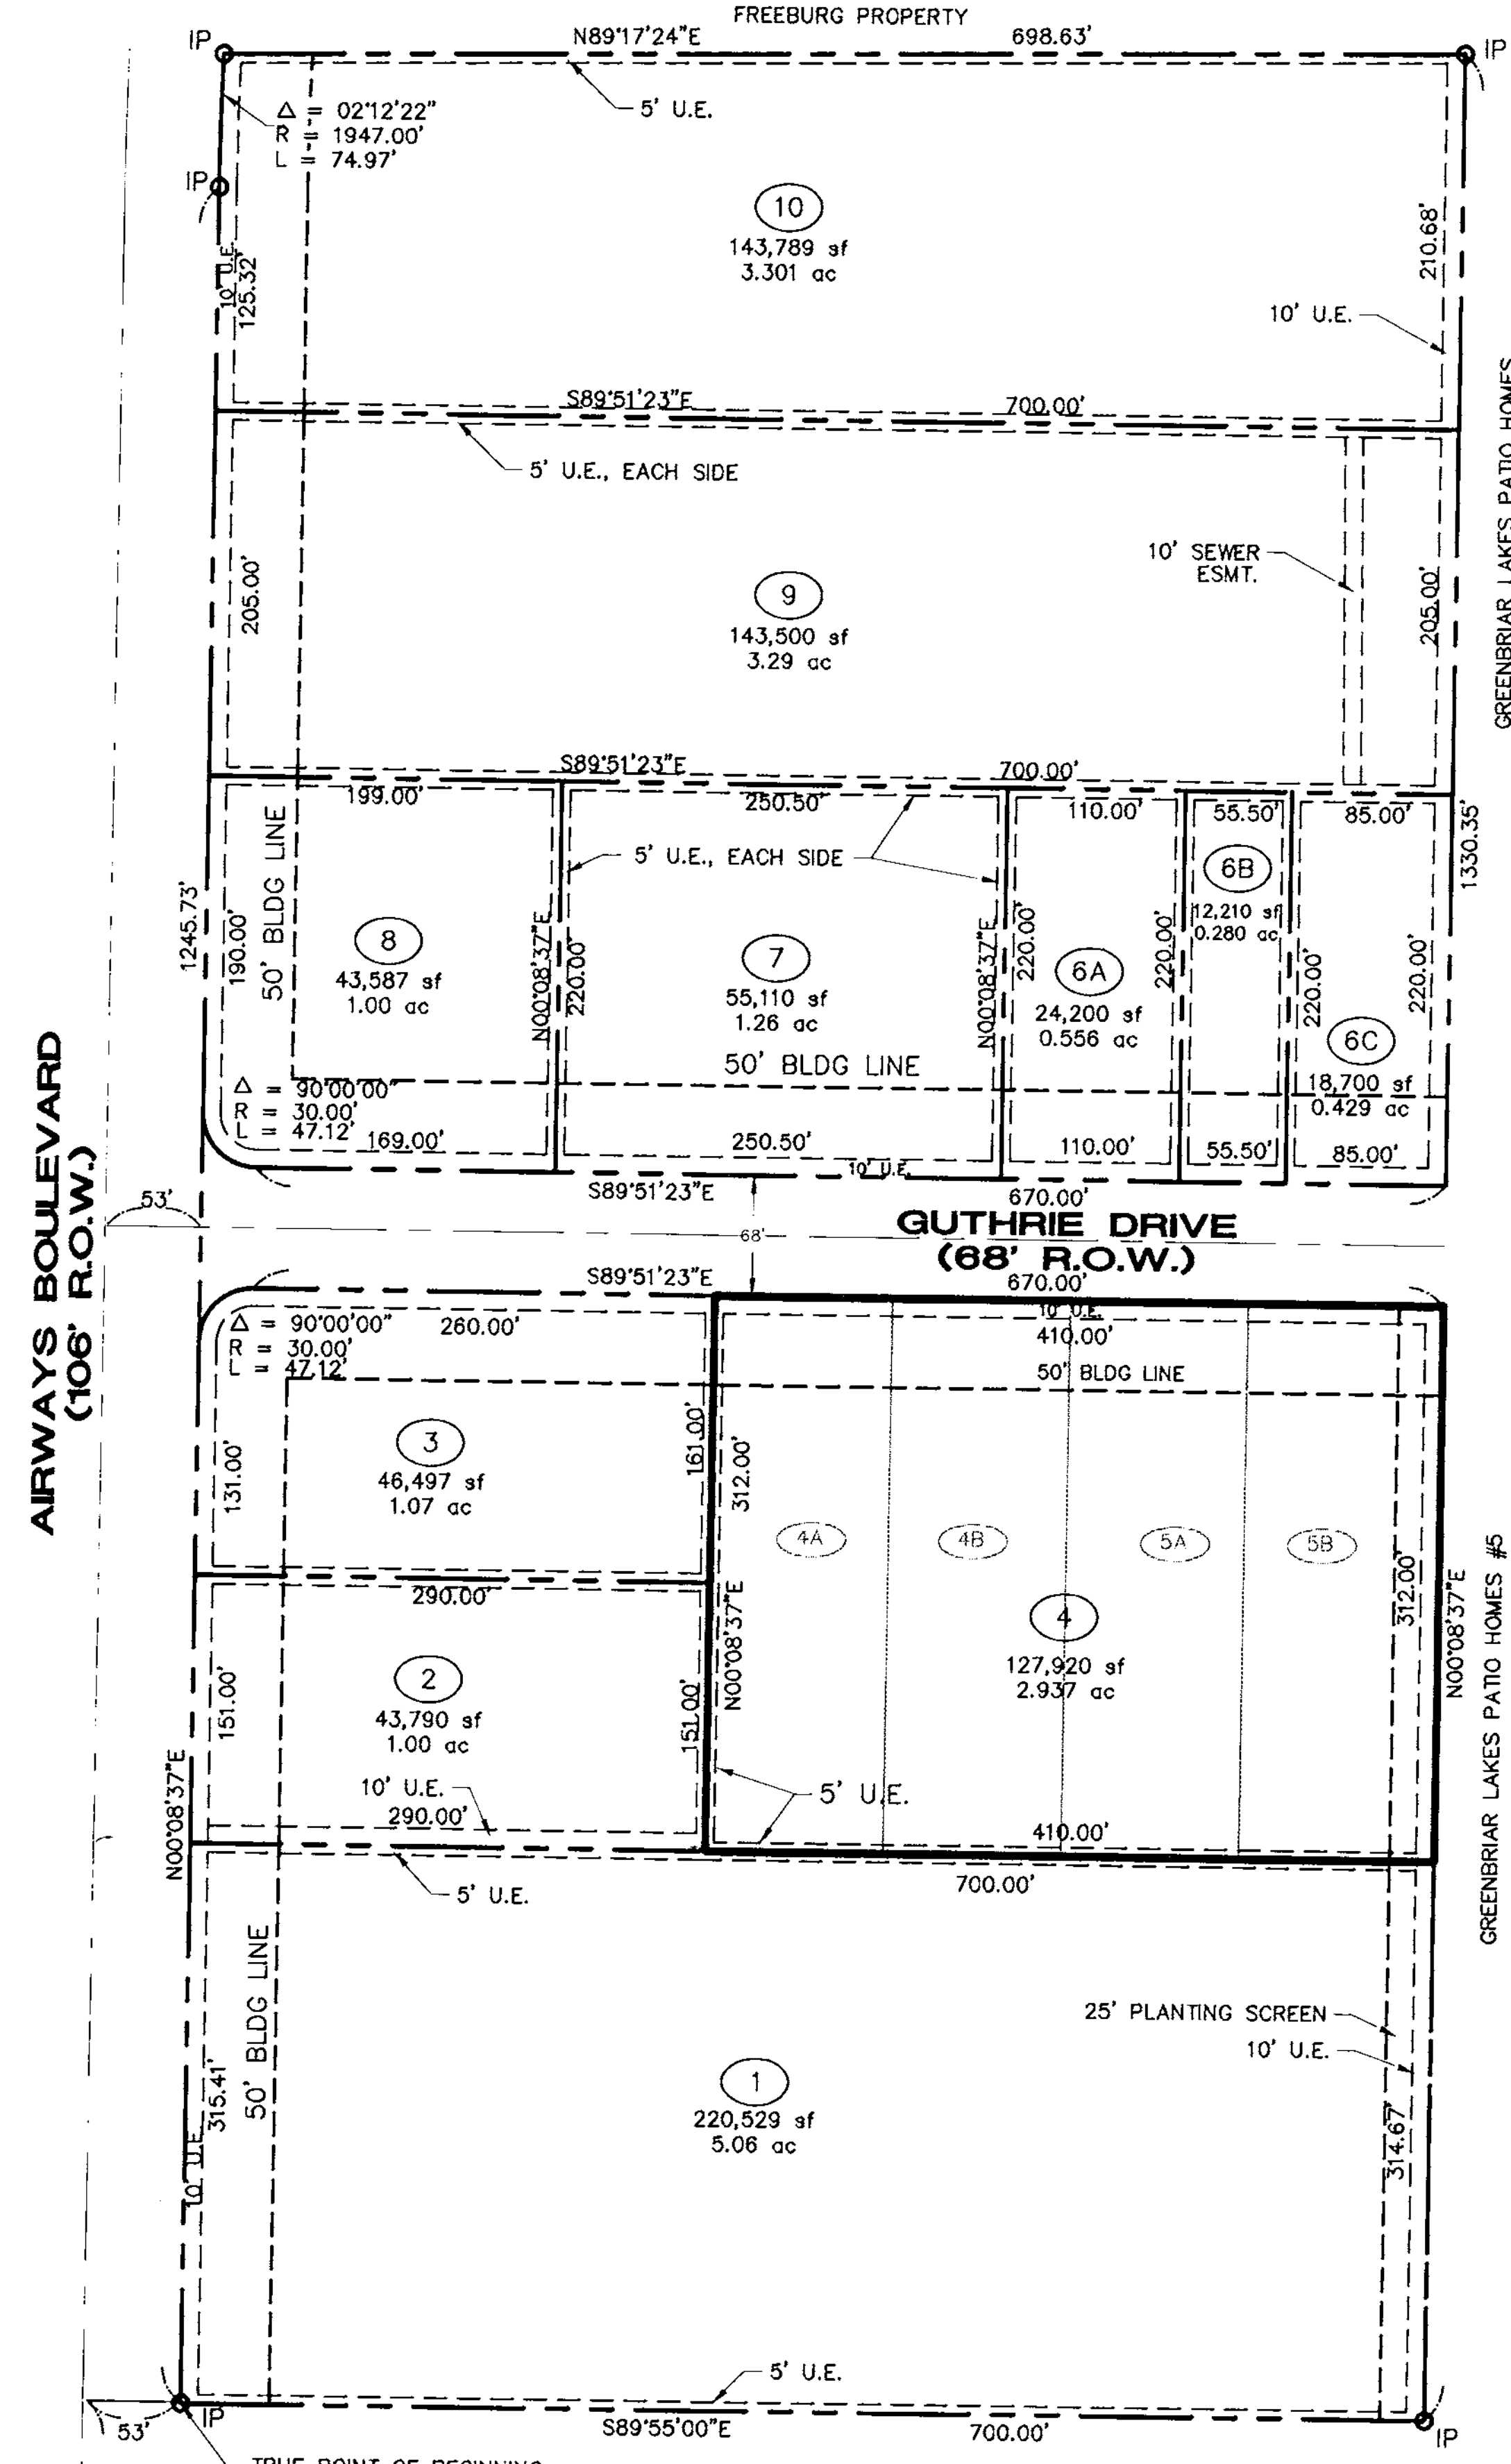 FREEBURG PROPERTY
IP
N89°17'24"E
698.63'
IP
5' U.E.
Δ = 02°12'22"
R = 1947.00'
L = 74.97'
IP
10
143,789 sf
3.301 ac
10' U.E
125.32'
210.68'
10' U.E.
S89°51'23"E
700.00'
5' U.E., EACH SIDE
GREENBRIAR LAKES PATIO HOMES
10' SEWER
ESMT.
205.00'
9
143,500 sf
3.29 ac
205.00'
S89°51'23"E
700.00'
199.00'
250.50'
110.00'
55.50'
85.00'
1330.35'
5' U.E., EACH SIDE
50' BLDG LINE
1245.73'
190.00'
8
43,587 sf
1.00 ac
N00°08'37"E
220.00'
7
55,110 sf
1.26 ac
N00°08'37"E
220.00'
6A
24,200 sf
0.556 ac
220.00'
6B
12,210 sf
0.280 ac
220.00'
6C
18,700 sf
0.429 ac
220.00'
50' BLDG LINE
Δ = 90°00'00"
R = 30.00'
L = 47.12'
169.00'
250.50'
110.00'
55.50'
85.00'
10' U.E.
S89°51'23"E
670.00'
AIRWAYS BOULEVARD
(106' R.O.W.)
53'
68'
GUTHRIE DRIVE
(68' R.O.W.)
S89°51'23"E
670.00'
10' U.E.
410.00'
Δ = 90°00'00"
R = 30.00'
L = 47.12'
260.00'
50' BLDG LINE
131.00'
3
46,497 sf
1.07 ac
161.00'
312.00'
4A
4B
5A
5B
312.00'
N00°08'37"E
GREENBRIAR LAKES PATIO HOMES #5
290.00'
N00°08'37"E
4
127,920 sf
2.937 ac
151.00'
2
43,790 sf
1.00 ac
151.00'
10' U.E.
290.00'
5' U.E.
410.00'
N00°08'37"E
5' U.E.
700.00'
50' BLDG LINE
315.41'
10' U.E
25' PLANTING SCREEN
10' U.E.
1
220,529 sf
5.06 ac
314.67'
5' U.E.
53'
IP
S89°55'00"E
700.00'
IP
TRUE POINT OF BEGINNING